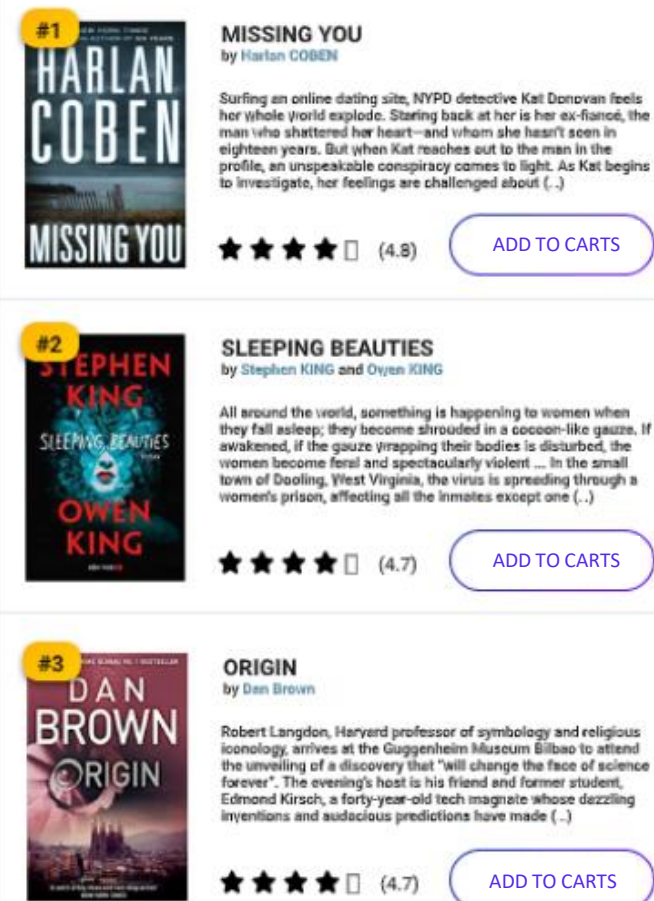 #1
HARLAN
COBEN
MISSING YOU
MISSING YOU
by Harlan COBEN
Surfing an online dating site, NYPD detective Kat Donovan feels
her whole world explode. Staring back at her is her ex-fiancé, the
man who shattered her heart—and whom she hasn't seen in
eighteen years. But when Kat reaches out to the man in the
profile, an unspeakable conspiracy comes to light. As Kat begins
to investigate, her feelings are challenged about (...)
(4.8)
ADD TO CARTS
#2
STEPHEN
KING
SLEEPING BEAUTIES
OWEN
KING
SLEEPING BEAUTIES
by Stephen KING and Owen KING
All around the world, something is happening to women when
they fall asleep; they become shrouded in a cocoon-like gauze. If
awakened, if the gauze wrapping their bodies is disturbed, the
women become feral and spectacularly violent ... In the small
town of Dooling, West Virginia, the virus is spreading through a
women's prison, affecting all the inmates except one (...)
(4.7)
ADD TO CARTS
#3
DAN
BROWN
ORIGIN
ORIGIN
by Dan Brown
Robert Langdon, Harvard professor of symbology and religious
iconology, arrives at the Guggenheim Museum Bilbao to attend
the unveiling of a discovery that "will change the face of science
forever". The evening's host is his friend and former student,
Edmond Kirsch, a forty-year-old tech magnate whose dazzling
inventions and audacious predictions have made (...)
(4.7)
ADD TO CARTS